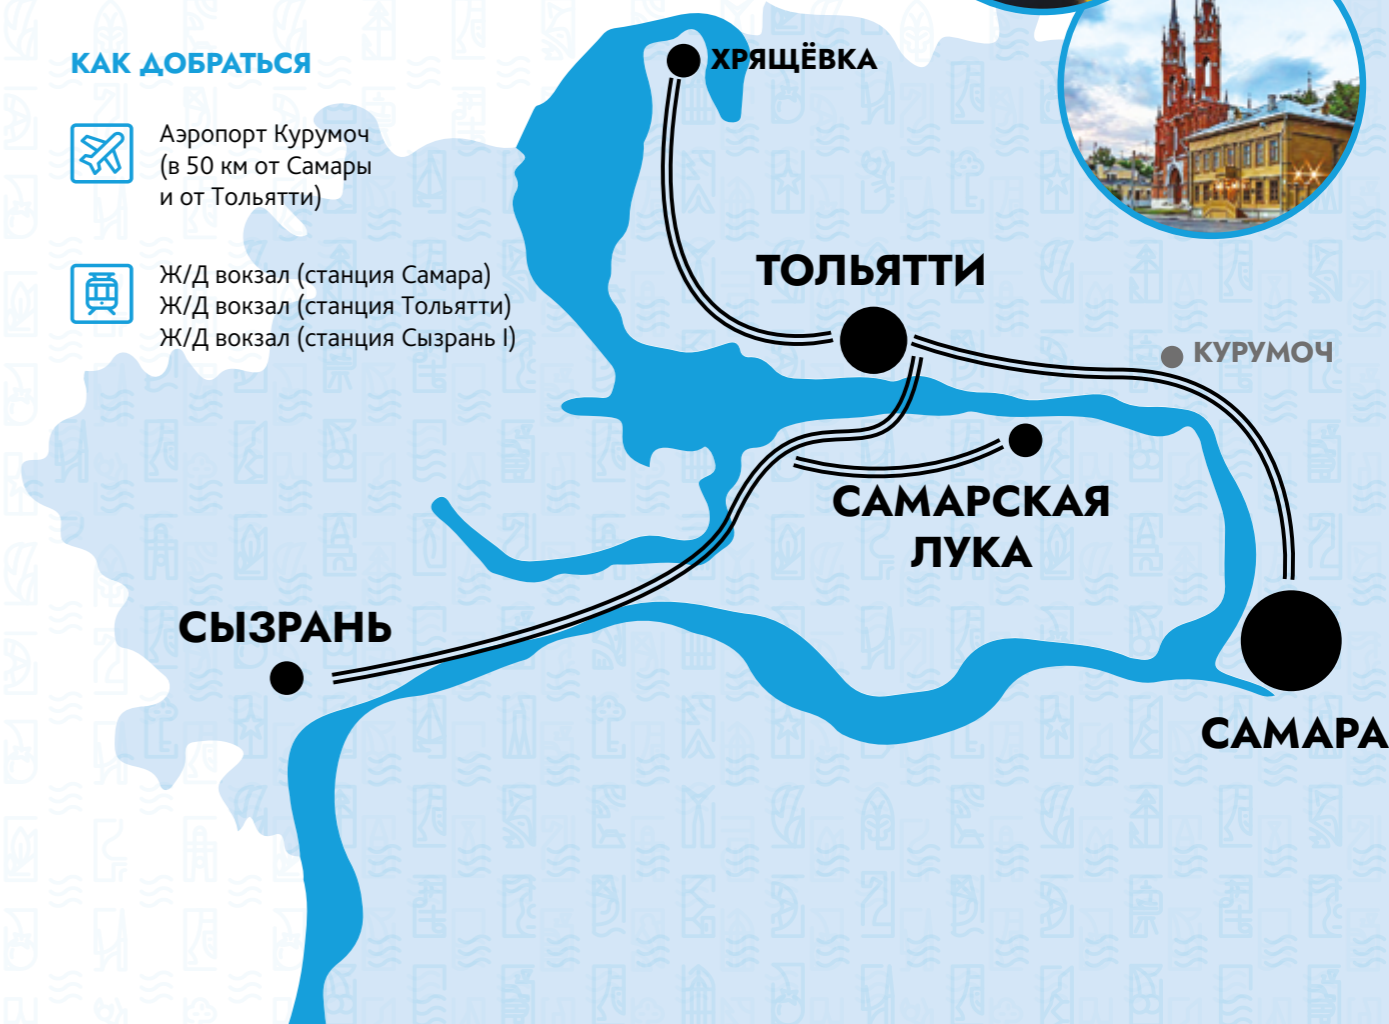 КАК ДОБРАТЬСЯ
Аэропорт Курумоч
(в 50 км от Самары
и от Тольятти)
Ж/Д вокзал (станция Самара)
Ж/Д вокзал (станция Тольятти)
Ж/Д вокзал (станция Сызрань I)
ХРЯЩЁВКА
ТОЛЬЯТТИ
КУРУМОЧ
САМАРСКАЯ
ЛУКА
СЫЗРАНЬ
САМАРА